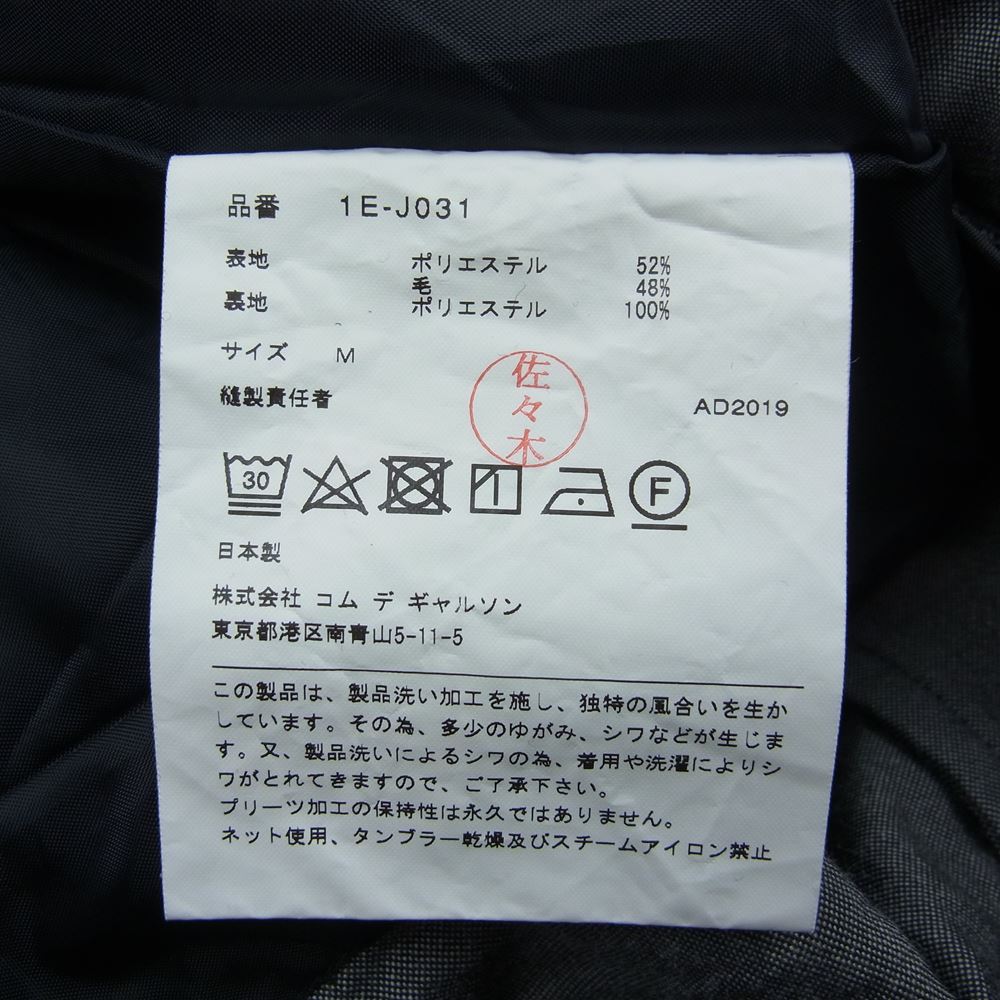 品番 1E-J031
表地 ポリエステル 52%
毛 48%
裏地 ポリエステル 100%
サイズ M
縫製責任者 佐々木 AD2019
30 F
日本製
株式会社 コム デ ギャルソン
東京都港区南青山5-11-5
この製品は、製品洗い加工を施し、独特の風合いを生か
しています。その為、多少のゆがみ、シワなどが生じま
す。又、製品洗いによるシワの為、着用や洗濯によりシ
ワがとれてきますので、ご了承下さい。
プリーツ加工の保持性は永久ではありません。
ネット使用、タンブラー乾燥及びスチームアイロン禁止